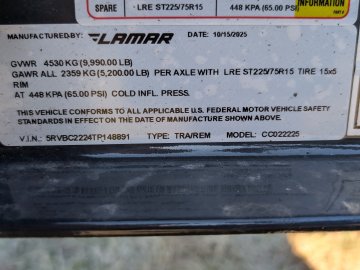 SPARE LRE ST225/75R15 448 KPA (65.00 PSI) INFORMATION
MANUFACTURED BY: LAMAR DATE: 10/15/2025
GVWR 4530 KG (9,990.00 LB)
GAWR ALL 2359 KG (5,200.00 LB) PER AXLE WITH LRE ST225/75R15 TIRE 15x5
RIM
AT 448 KPA (65.00 PSI) COLD INFL. PRESS.
THIS VEHICLE CONFORMS TO ALL APPLICABLE U.S. FEDERAL MOTOR VEHICLE SAFETY
STANDARDS IN EFFECT ON THE DATE OF MANUFACTURE SHOWN ABOVE.
V.I.N.: 5RVBC2224TP148891 TYPE: TRA/REM MODEL: CC022225